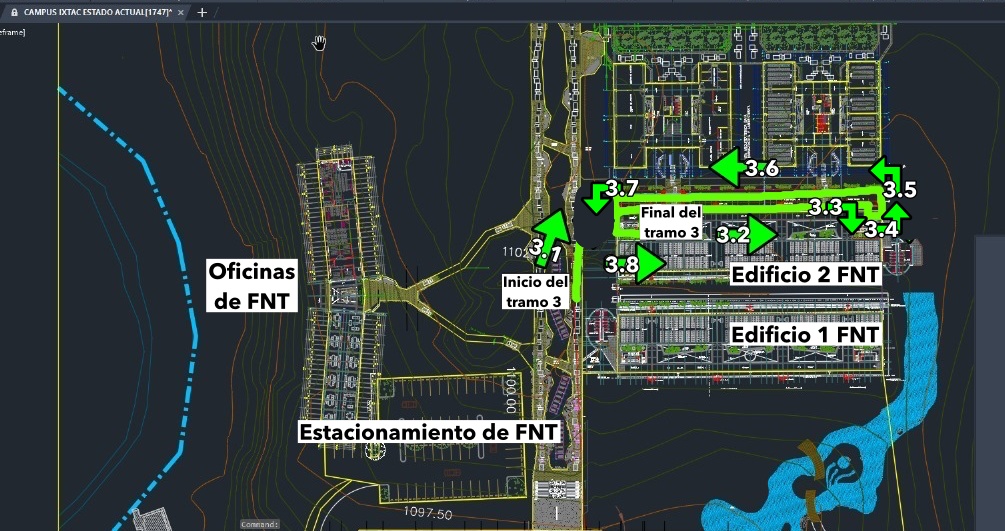 CAMPUS IXTAC ESTADO ACTUAL[1747]*
eframe]
3.6
3.7
3.5
3.3
Final del
tramo 3
3.2
3.4
3.1
1102
3.8
Oficinas
de FNT
Inicio del
tramo 3
Edificio 2 FNT
Edificio 1 FNT
1100.00
Estacionamiento de FNT
1097.50
Command: